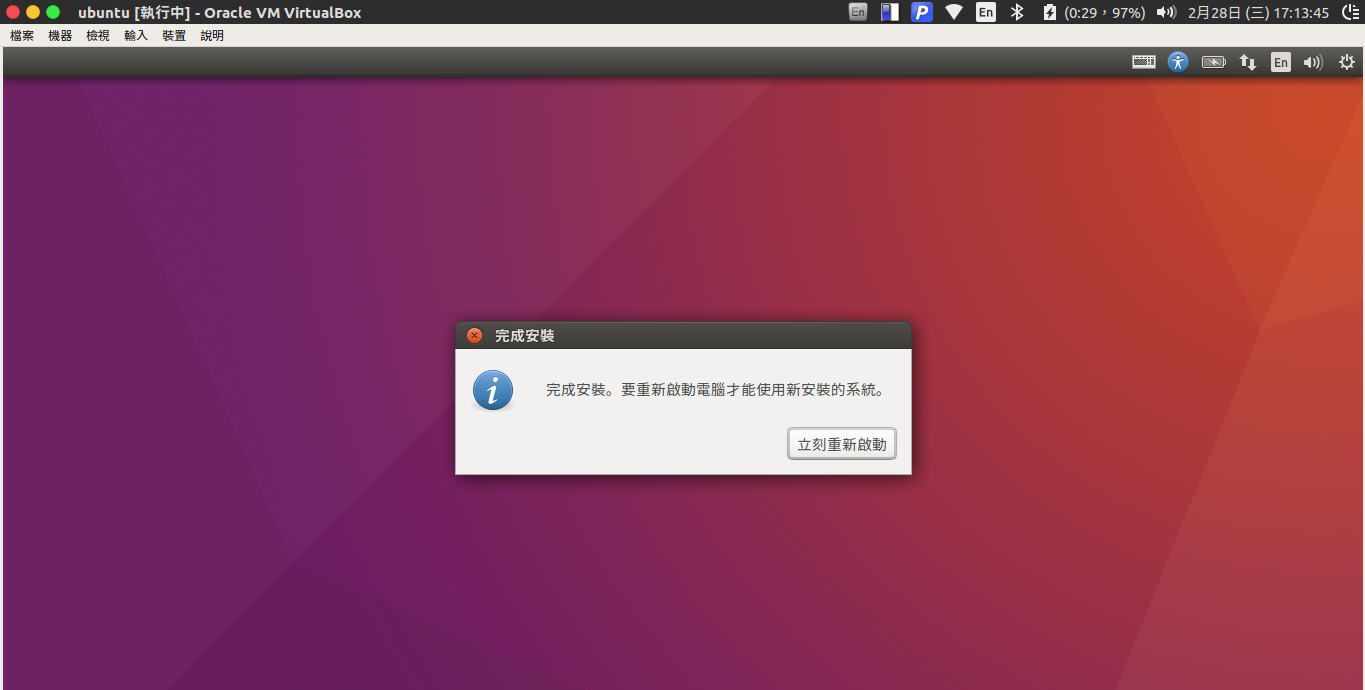 ubuntu [執行中] - Oracle VM VirtualBox
En
P
En
(0:29，97%)
2月28日 (三) 17:13:45
檔案 機器 檢視 輸入 裝置 說明
En
完成安裝
i
完成安裝。要重新啟動電腦才能使用新安裝的系統。
立刻重新啟動